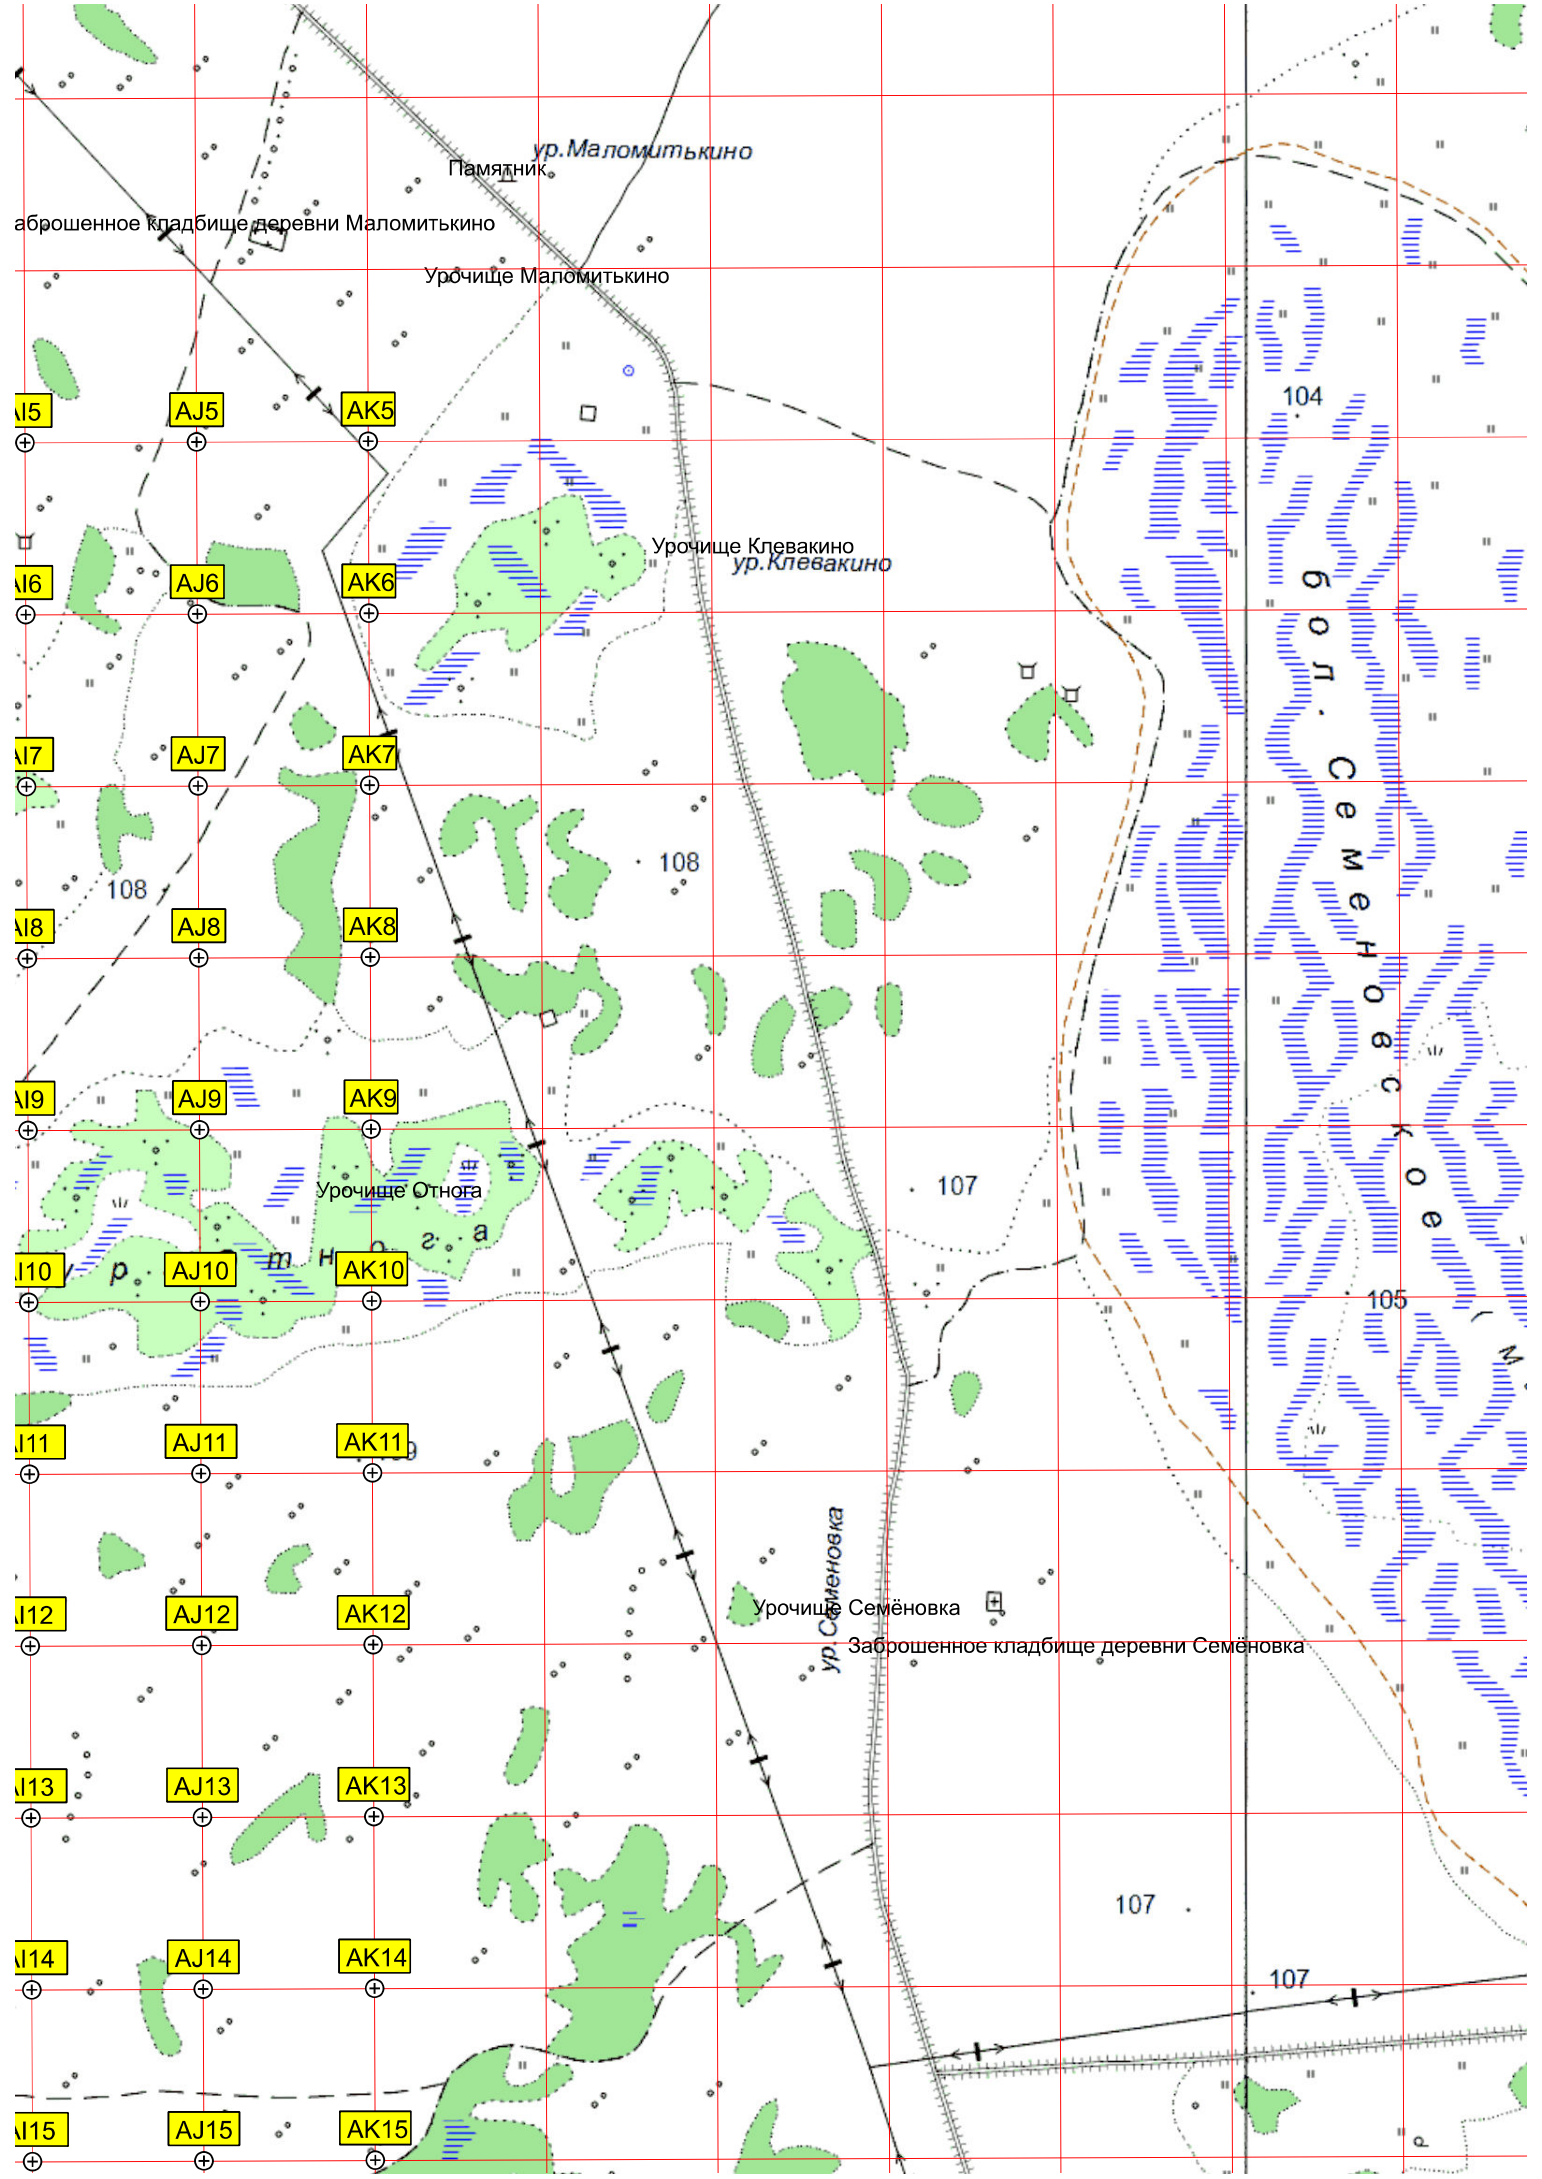 ур.Маломитькино
Памятник
аброшенное кладбище деревни Маломитькино
Урочище Маломитькино
104
AI5
AJ5
AK5
Урочище Клевакино
ур.Клевакино
AI6
AJ6
AK6
бол. Семеновское
AI7
AJ7
AK7
108
108
AI8
AJ8
AK8
AI9
AJ9
AK9
107
Урочище Отнога
р. отнога
AI10
AJ10
AK10
105
(м
AI11
AJ11
AK11
ур.Семеновка
Урочище Семёновка
AI12
AJ12
AK12
Заброшенное кладбище деревни Семёновка
AI13
AJ13
AK13
107
AI14
AJ14
AK14
107
AI15
AJ15
AK15